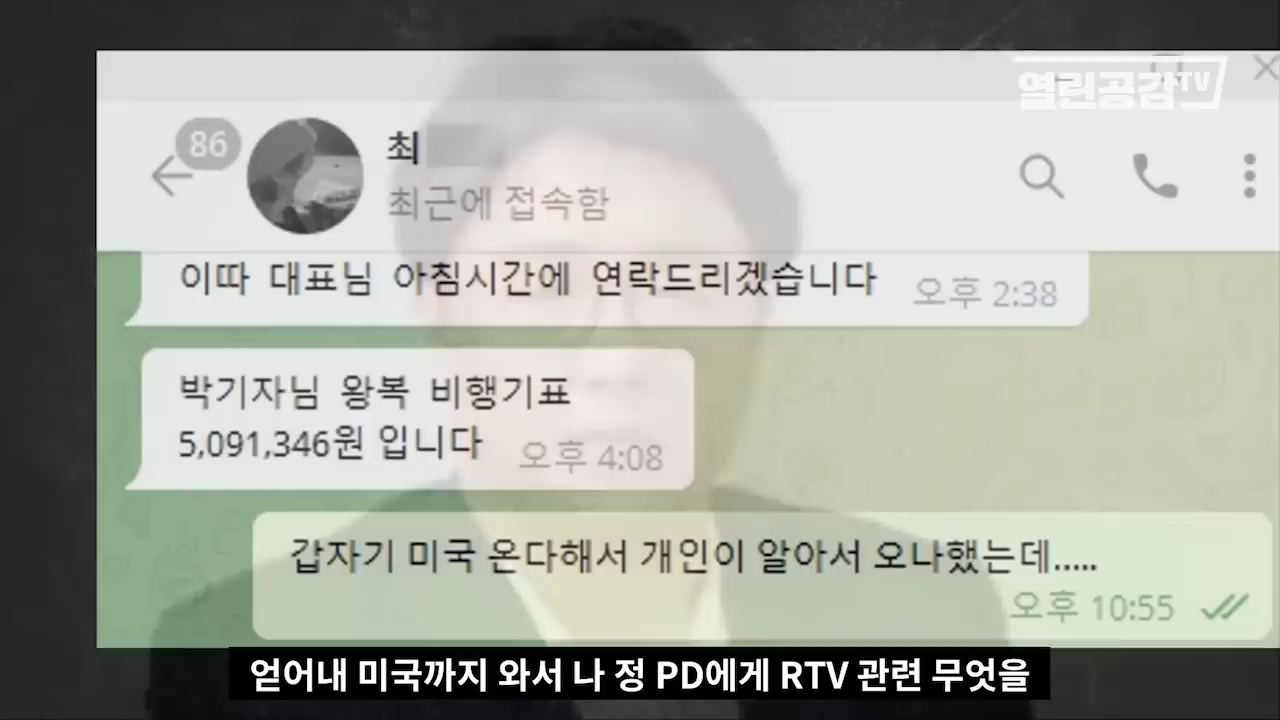 열린공감TV
86
최
최근에 접속함
이따 대표님 아침시간에 연락드리겠습니다
오후 2:38
박기자님 왕복 비행기표
5,091,346원 입니다
오후 4:08
갑자기 미국 온다해서 개인이 알아서 오나했는데.....
오후 10:55
얻어내 미국까지 와서 나 정 PD에게 RTV 관련 무엇을